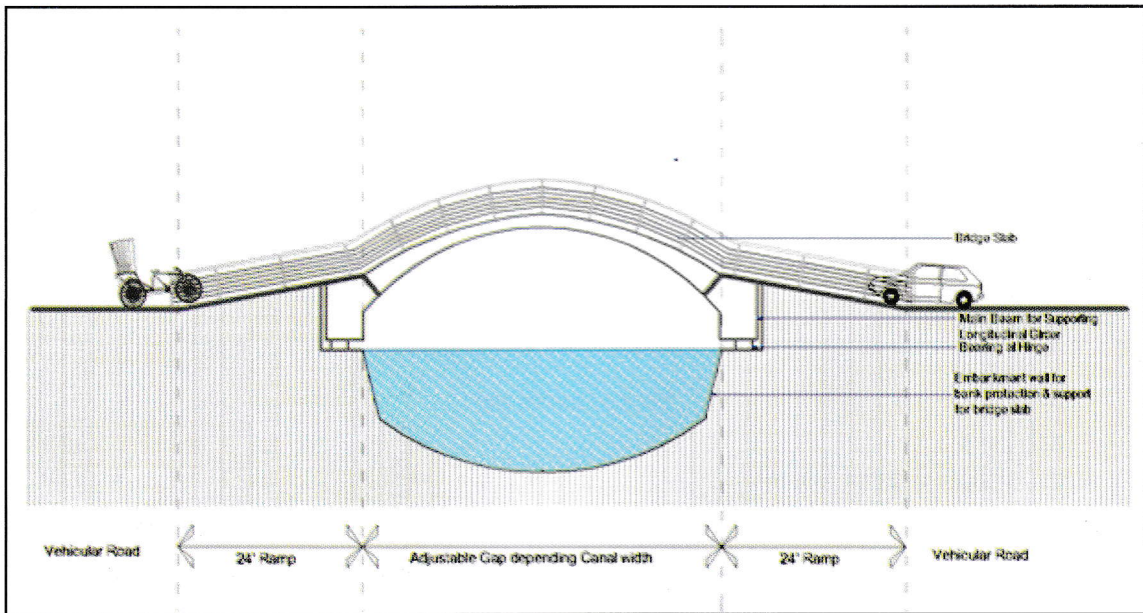 Bridge Slab
Main Beam for Supporting
Longitudinal Girder
Bearing at Hinge
Embankment wall for
bank protection & support
for bridge slab
Vehicular Road
24' Ramp
Adjustable Gap depending Canal width
24' Ramp
Vehicular Road